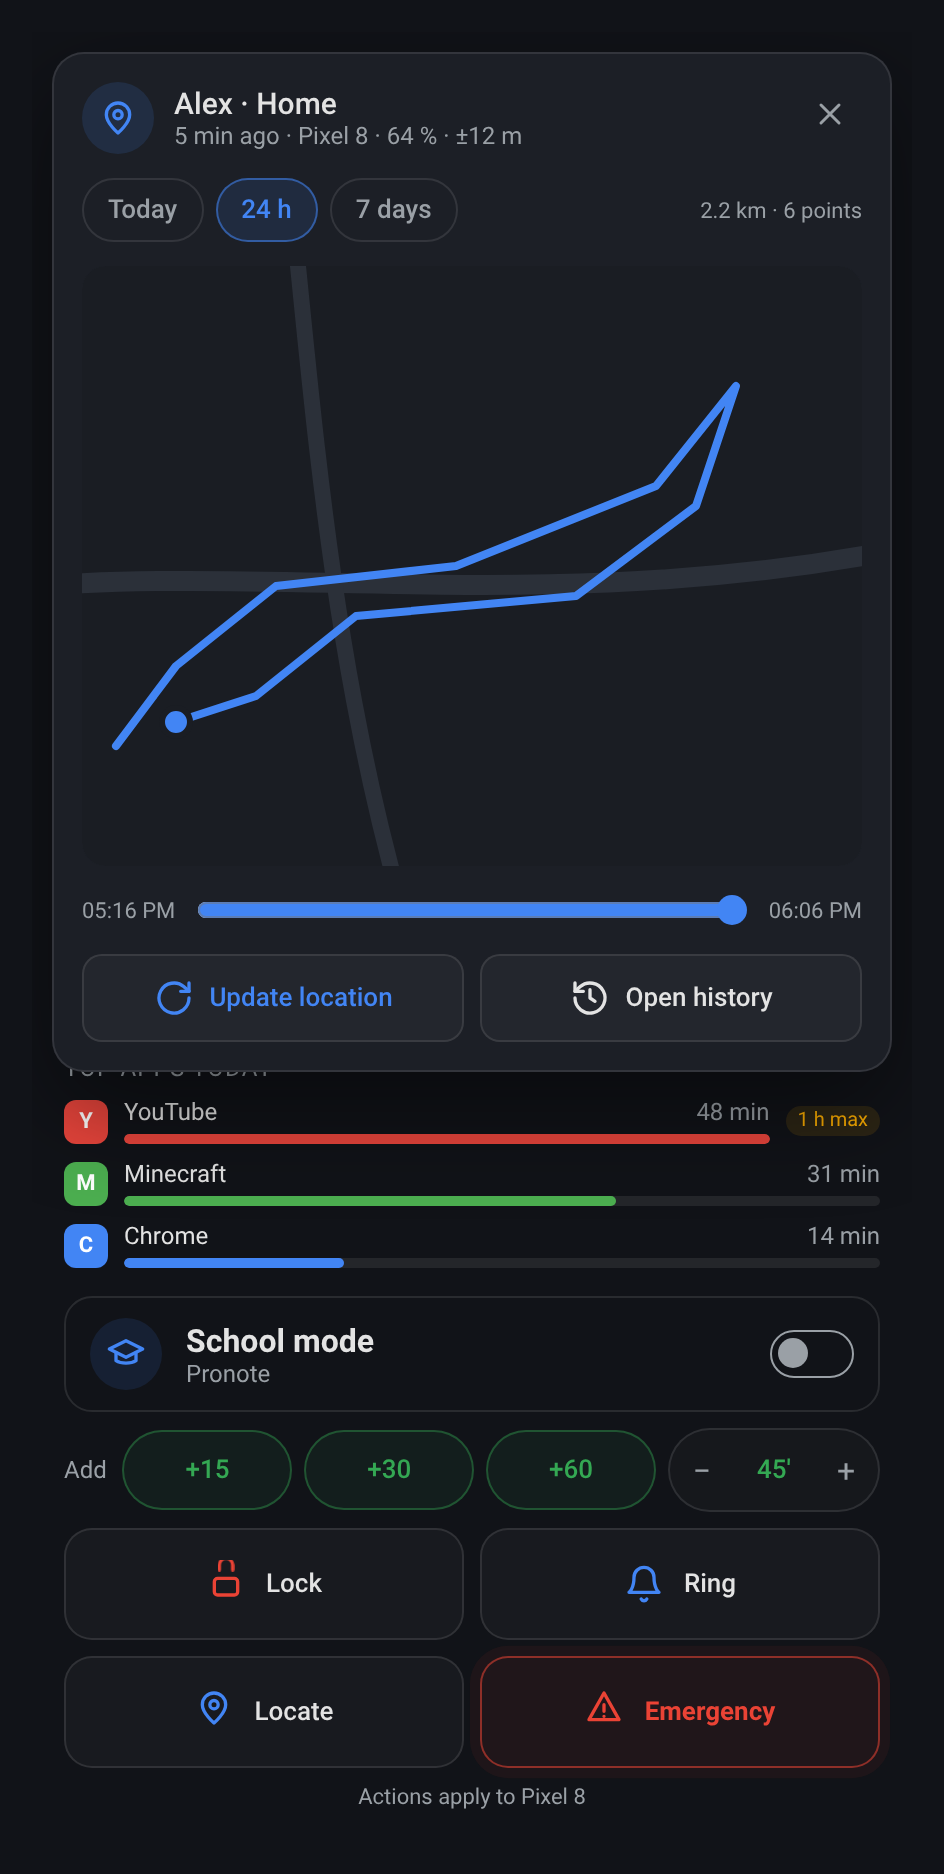 Alex · Home
5 min ago · Pixel 8 · 64 % · ±12 m
Today
24 h
7 days
2.2 km · 6 points
05:16 PM
06:06 PM
Update location
Open history
Y
YouTube
48 min
1 h max
M
Minecraft
31 min
C
Chrome
14 min
School mode
Pronote
Add
+15
+30
+60
− 45' +
Lock
Ring
Locate
Emergency
Actions apply to Pixel 8